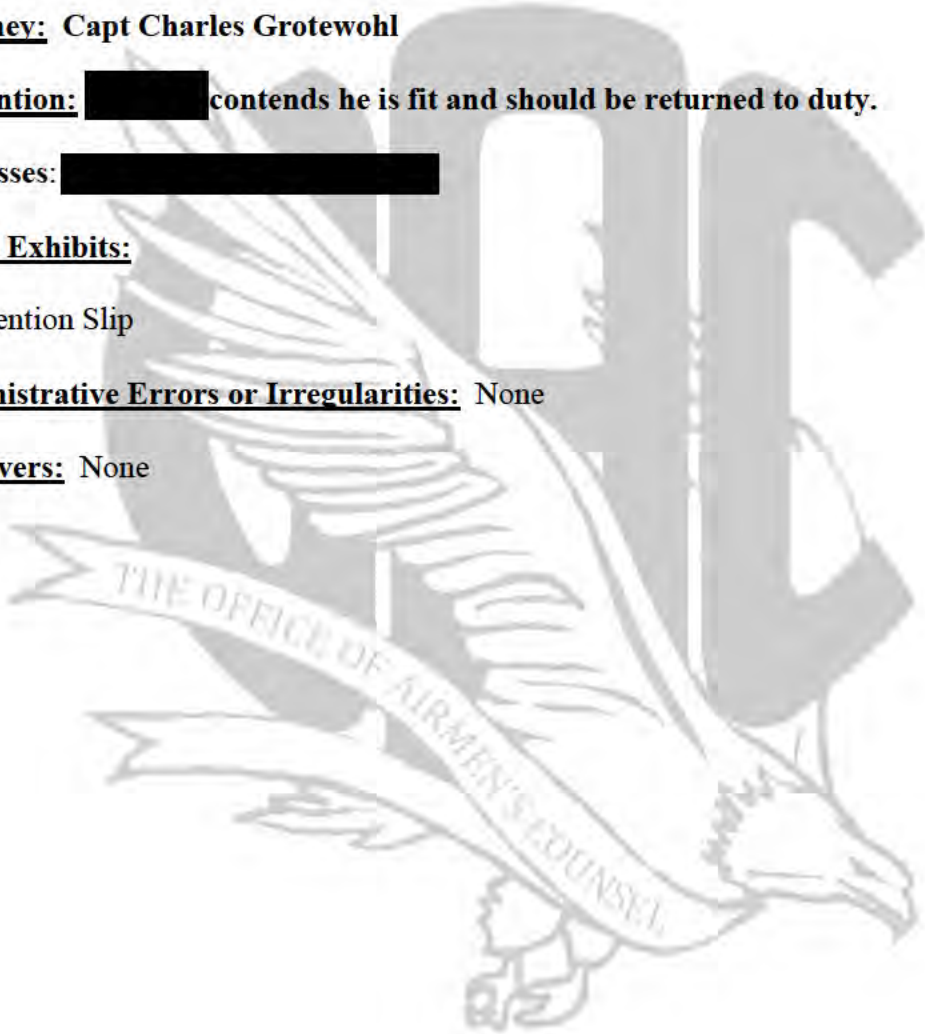 ney: Capt Charles Grotewohl
ntion: contends he is fit and should be returned to duty.
sses:
Exhibits:
ention Slip
nistrative Errors or Irregularities: None
vers: None
THE OFFICE OF AIRMEN'S COUNSEL